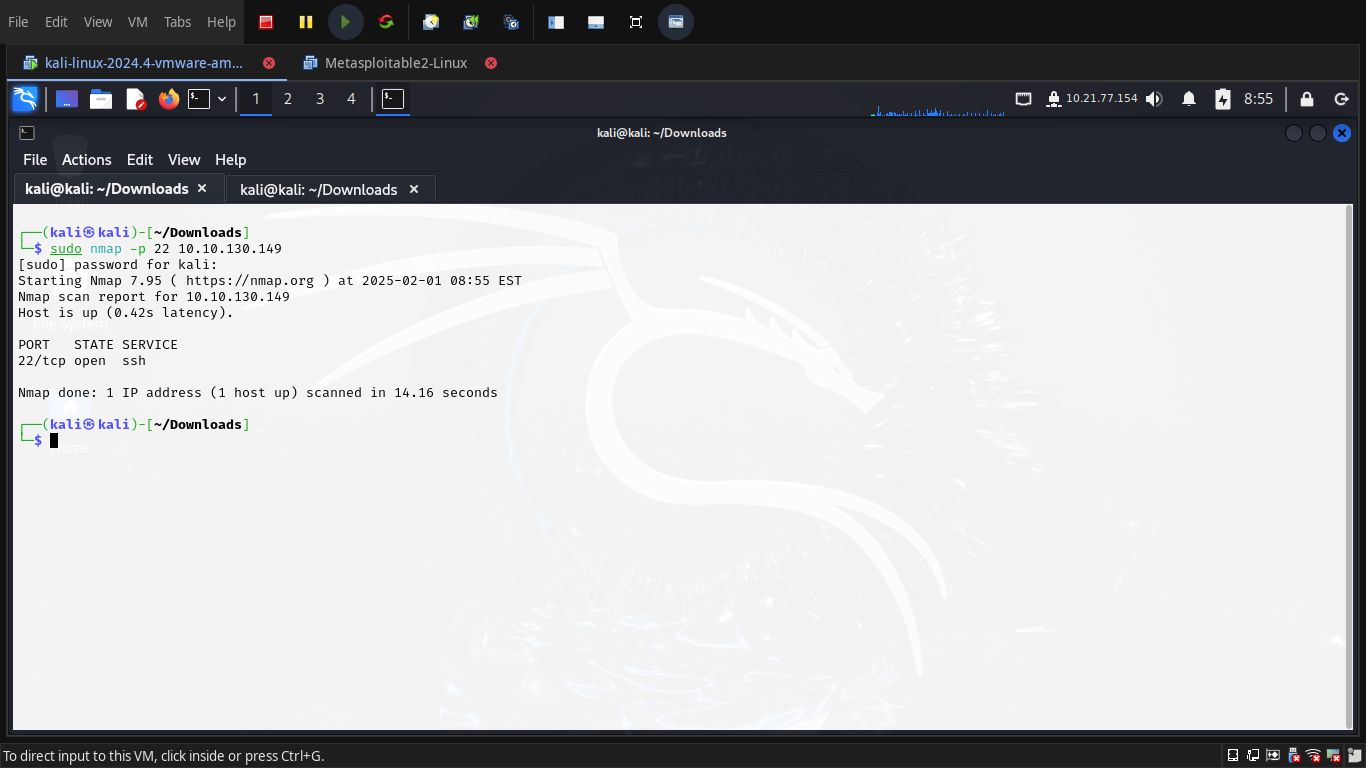 File Edit View VM Tabs Help
kali-linux-2024.4-vmware-am... Metasploitable2-Linux
1 2 3 4 10.21.77.154 8:55
kali@kali: ~/Downloads
File Actions Edit View Help
kali@kali: ~/Downloads kali@kali: ~/Downloads
┌──(kali㉿kali)-[~/Downloads]
└─$ sudo nmap -p 22 10.10.130.149
[sudo] password for kali:
Starting Nmap 7.95 ( https://nmap.org ) at 2025-02-01 08:55 EST
Nmap scan report for 10.10.130.149
Host is up (0.42s latency).
File System
PORT   STATE SERVICE
22/tcp open  ssh
Nmap done: 1 IP address (1 host up) scanned in 14.16 seconds
┌──(kali㉿kali)-[~/Downloads]
└─$
Home
To direct input to this VM, click inside or press Ctrl+G.